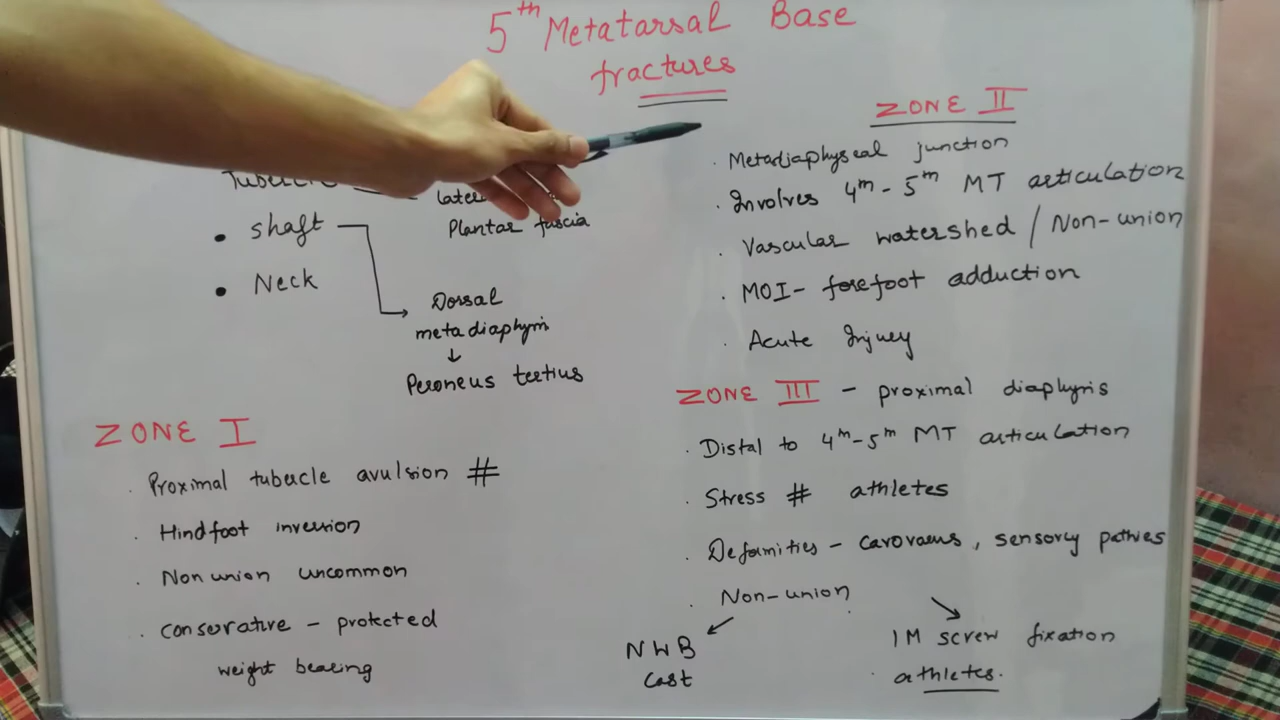 5th Metatarsal Base
fractures
Tubercle
Plantar fascia
• shaft
• Neck
Dorsal
metadiaphysis
↓
Peroneus tertius
ZONE I
. Proximal tubercle avulsion #
. Hindfoot inversion
. Non union uncommon
. conservative - protected
weight bearing
ZONE II
. Metadiaphyseal junction
. Involves 4th - 5th MT articulation
. Vascular watershed / Non-union
. MOI - forefoot adduction
. Acute Injury
ZONE III - proximal diaphysis
. Distal to 4th-5th MT articulation
. Stress # athletes
. Deformities - cavovarus, sensory
. Non-union
NWB
cast
IM screw fixation
athletes.